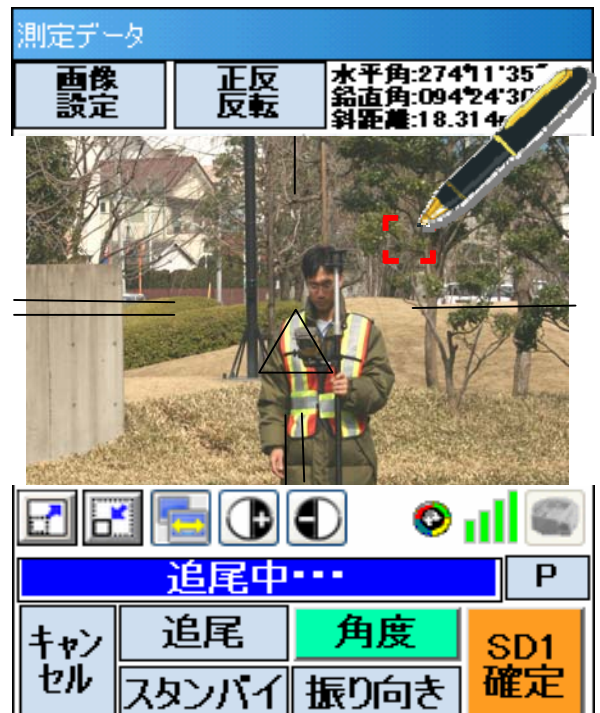 測定データ
画像
設定
正反
反転
水平角:274°11'35"
鉛直角:094°24'30
斜距離:18.314
追尾中･･･
P
キャン
セル
追尾
角度
スタンバイ
振り向き
SD1
確定